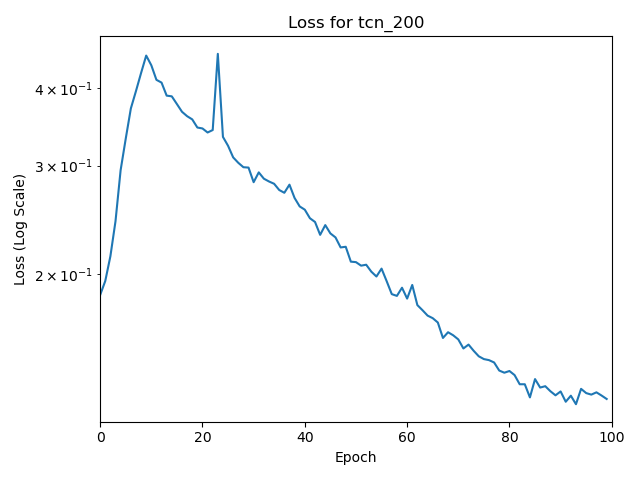 Loss for tcn_200
Loss (Log Scale)
4 × 10⁻¹
3 × 10⁻¹
2 × 10⁻¹
0 20 40 60 80 100
Epoch